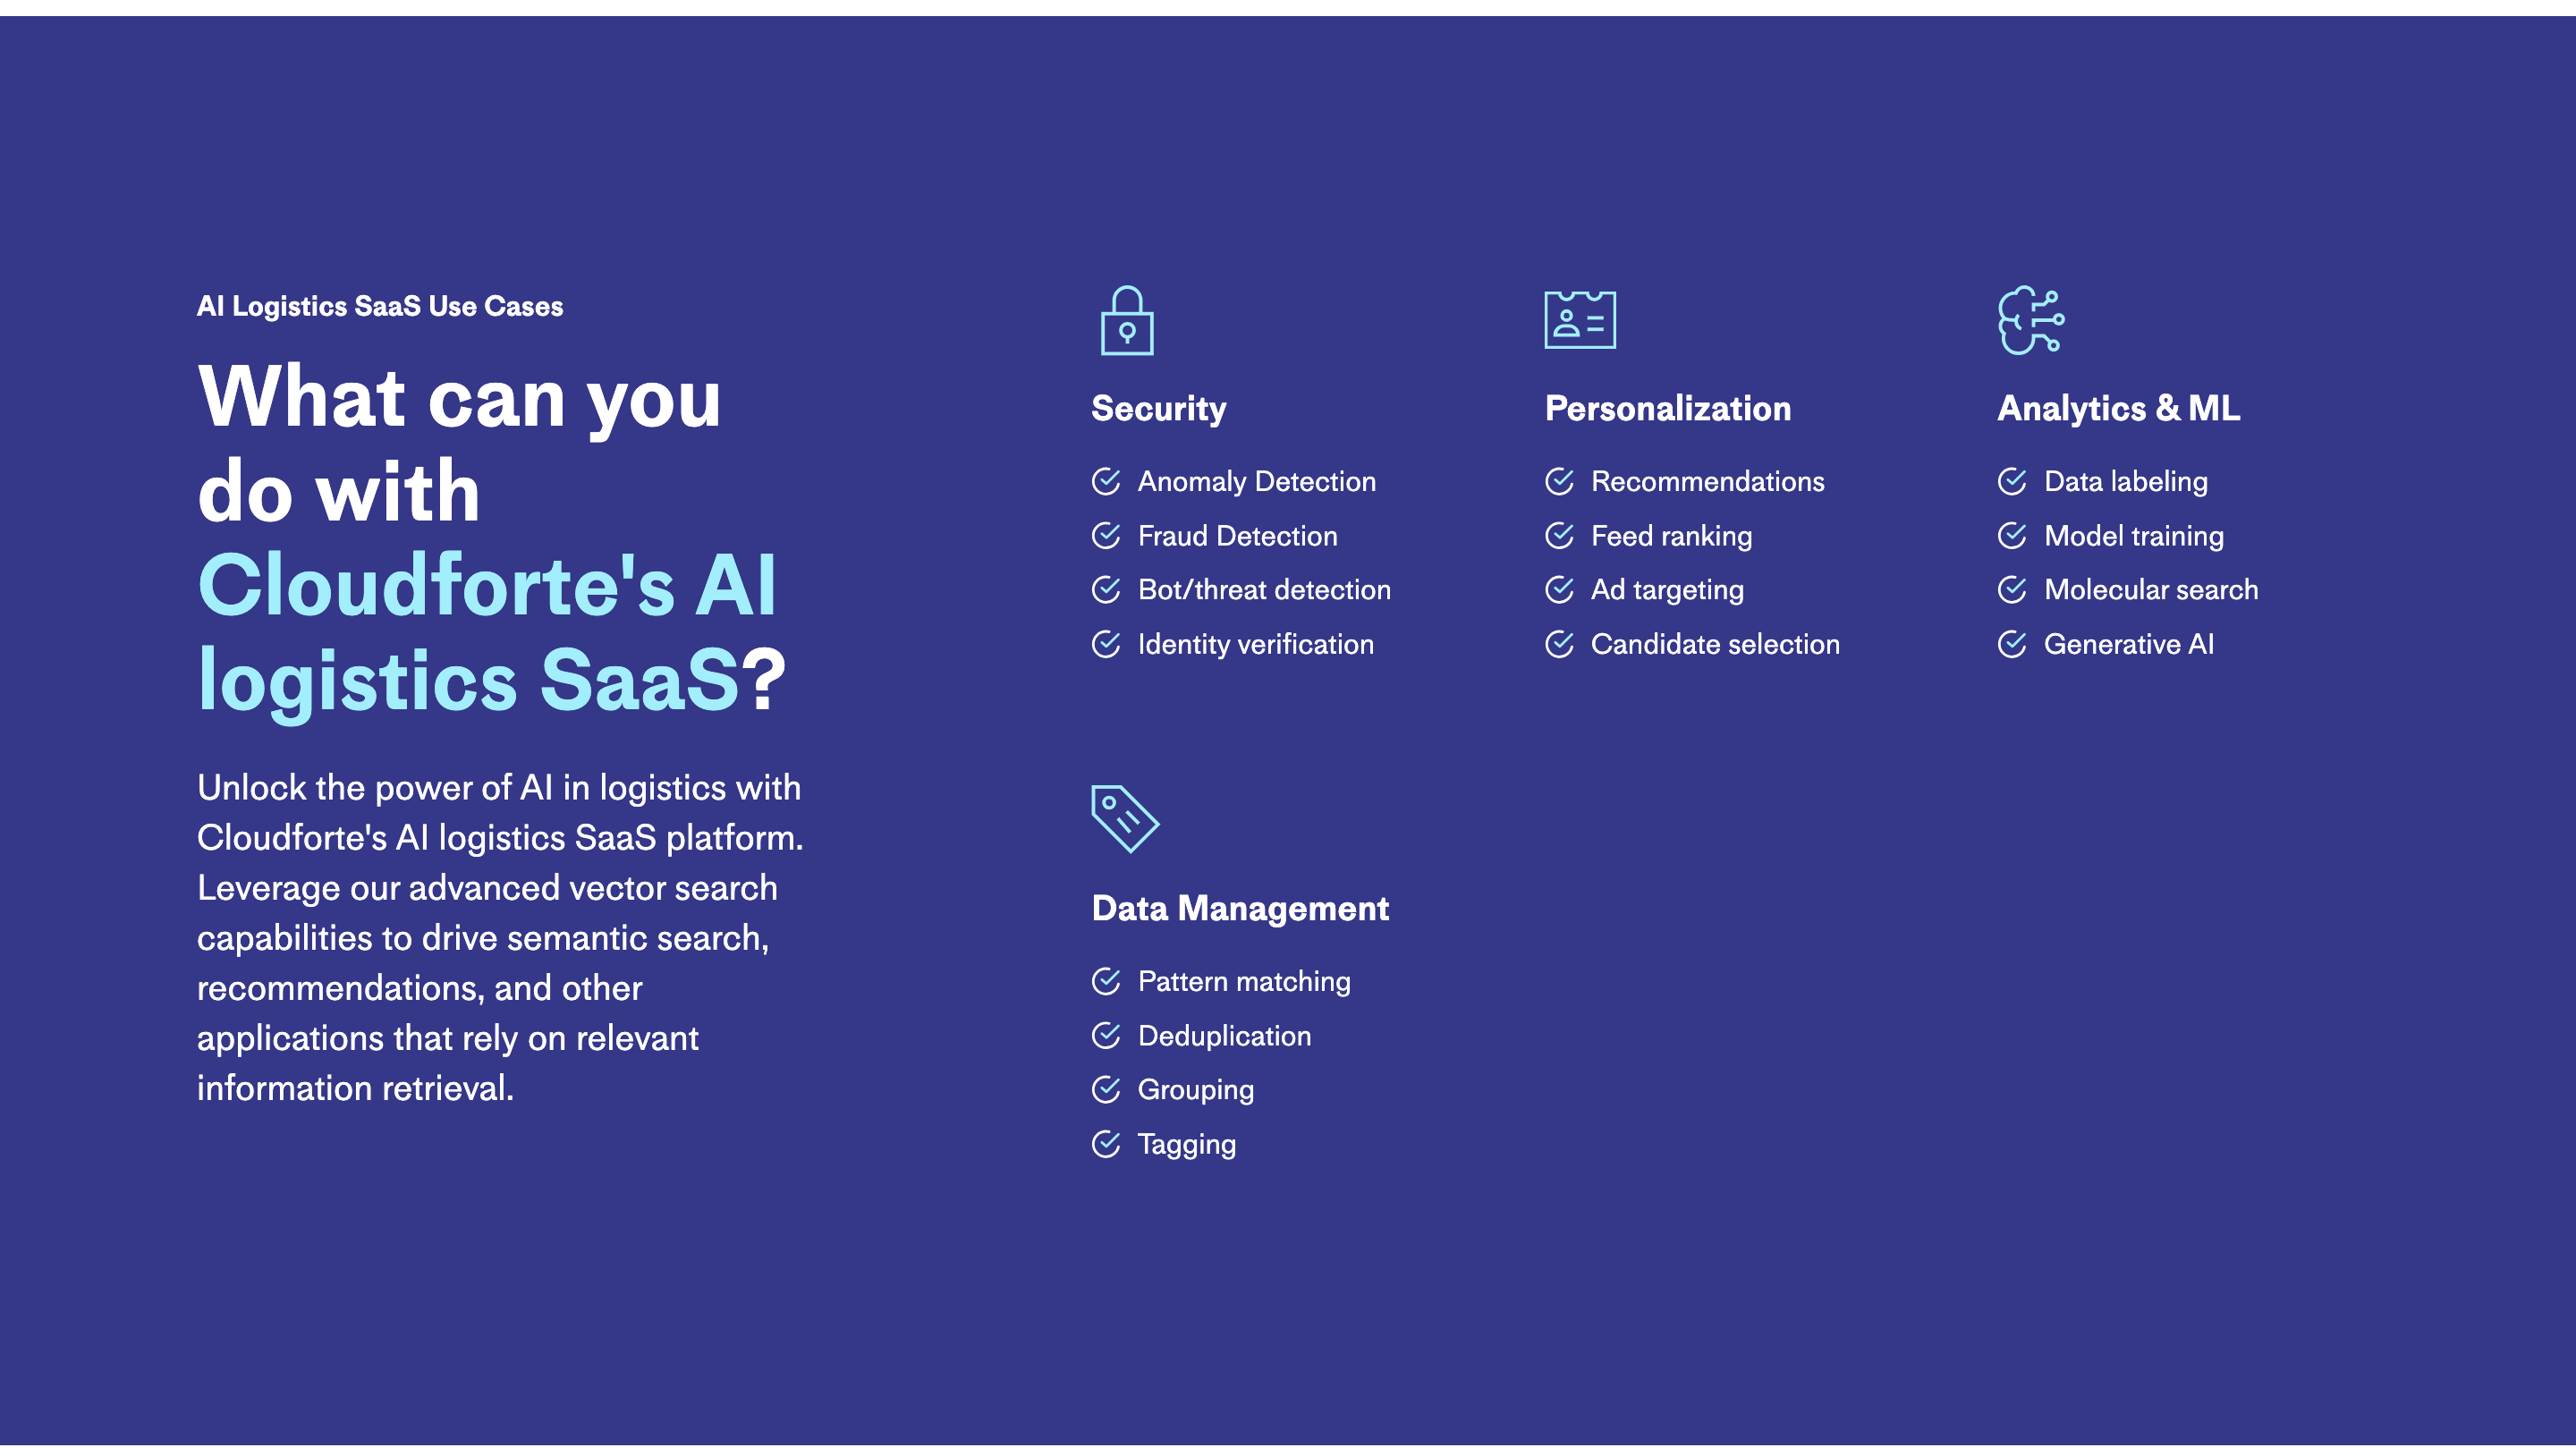 AI Logistics SaaS Use Cases
What can you
do with
Cloudforte's AI
logistics SaaS?
Unlock the power of AI in logistics with
Cloudforte's AI logistics SaaS platform.
Leverage our advanced vector search
capabilities to drive semantic search,
recommendations, and other
applications that rely on relevant
information retrieval.
Security
Anomaly Detection
Fraud Detection
Bot/threat detection
Identity verification
Personalization
Recommendations
Feed ranking
Ad targeting
Candidate selection
Analytics & ML
Data labeling
Model training
Molecular search
Generative AI
Data Management
Pattern matching
Deduplication
Grouping
Tagging